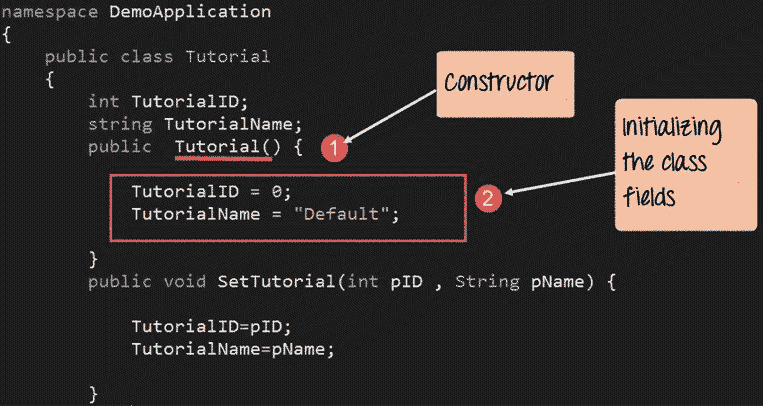 namespace DemoApplication
{
public class Tutorial
{
int TutorialID;
string TutorialName;
public  Tutorial() {
TutorialID = 0;
TutorialName = "Default";
}
public void SetTutorial(int pID , String pName) {
TutorialID=pID;
TutorialName=pName;
}
Constructor
1
Initializing
the class
fields
2